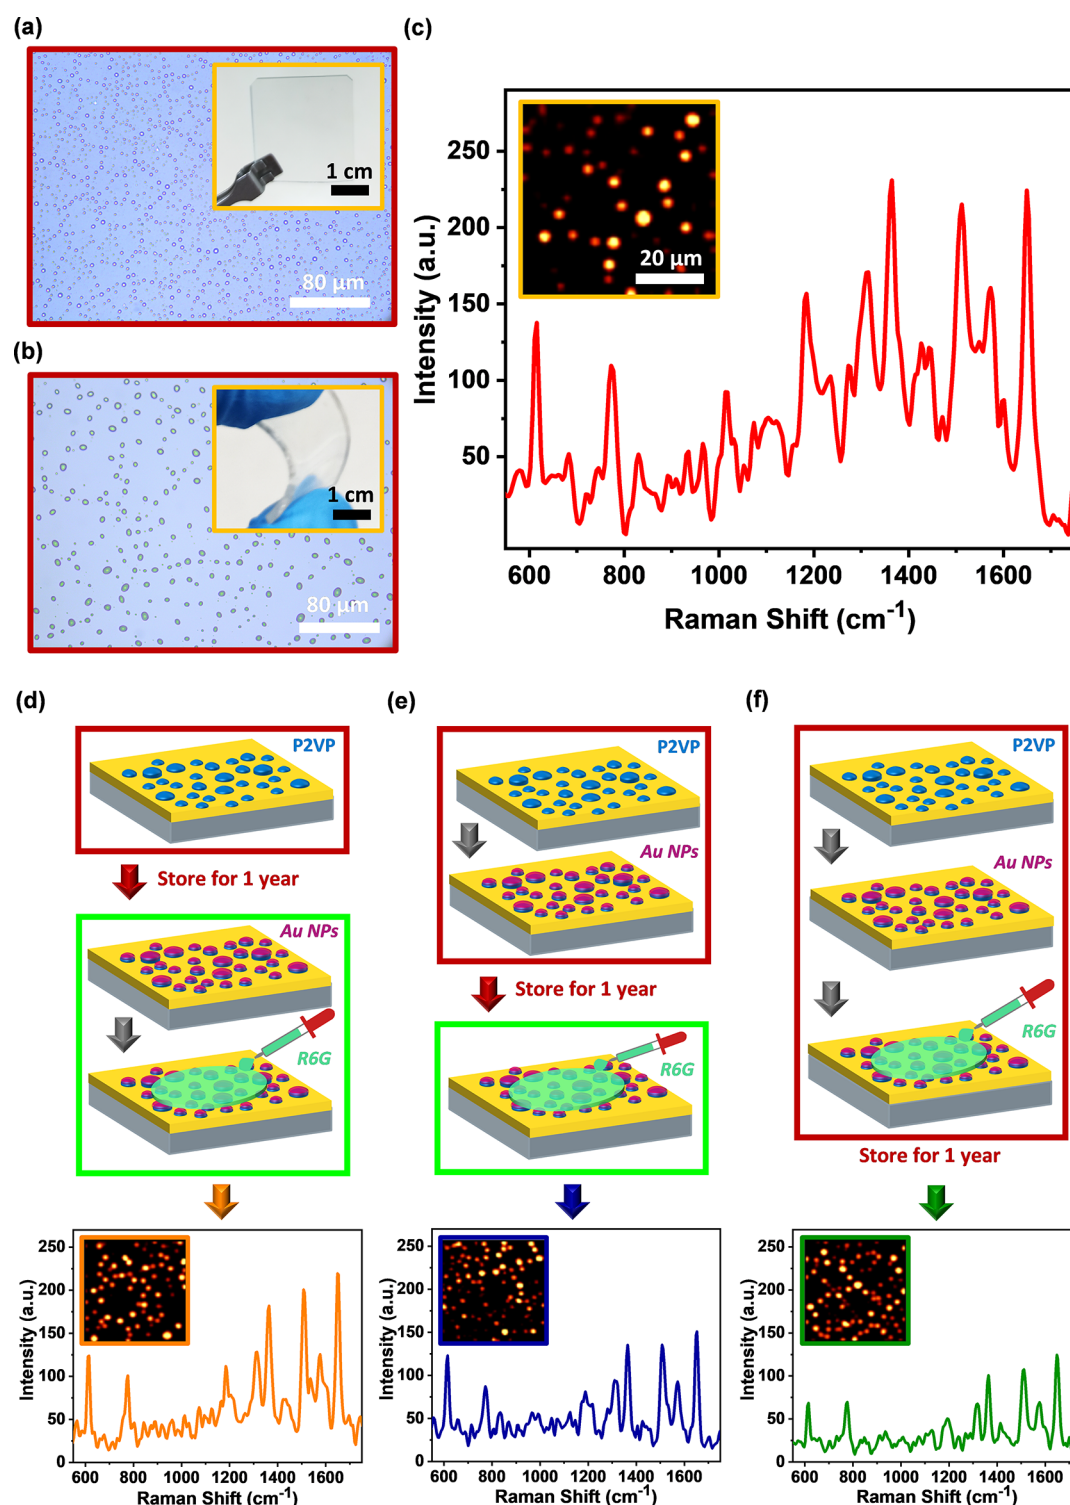 (a)
1 cm
80 µm
(b)
1 cm
80 µm
(c)
250
200
150
100
50
Intensity (a.u.)
20 µm
600 800 1000 1200 1400 1600
Raman Shift (cm-1)
(d)
P2VP
Store for 1 year
Au NPs
R6G
250
200
150
100
50
0
Intensity (a.u.)
600 800 1000 1200 1400 1600
Raman Shift (cm-1)
(e)
P2VP
Au NPs
Store for 1 year
R6G
250
200
150
100
50
0
Intensity (a.u.)
600 800 1000 1200 1400 1600
Raman Shift (cm-1)
(f)
P2VP
Au NPs
R6G
Store for 1 year
250
200
150
100
50
0
Intensity (a.u.)
600 800 1000 1200 1400 1600
Raman Shift (cm-1)